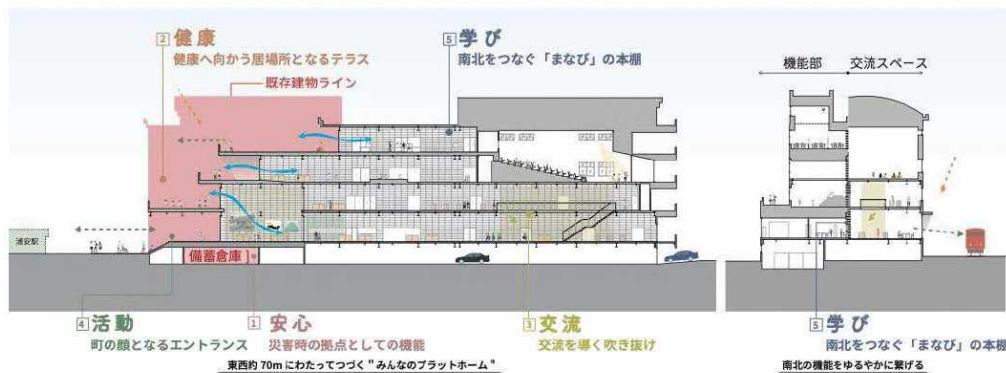 2 健康
健康へ向かう居場所となるテラス
既存建物ライン
5 学び
南北をつなぐ「まなび」の本棚
機能部 交流スペース
浦安駅
備蓄倉庫
4 活動
町の顔となるエントランス
1 安心
災害時の拠点としての機能
3 交流
交流を導く吹き抜け
5 学び
南北をつなぐ「まなび」の本棚
東西約70mにわたってつづく"みんなのプラットホーム"
南北の機能をゆるやかに繋げる